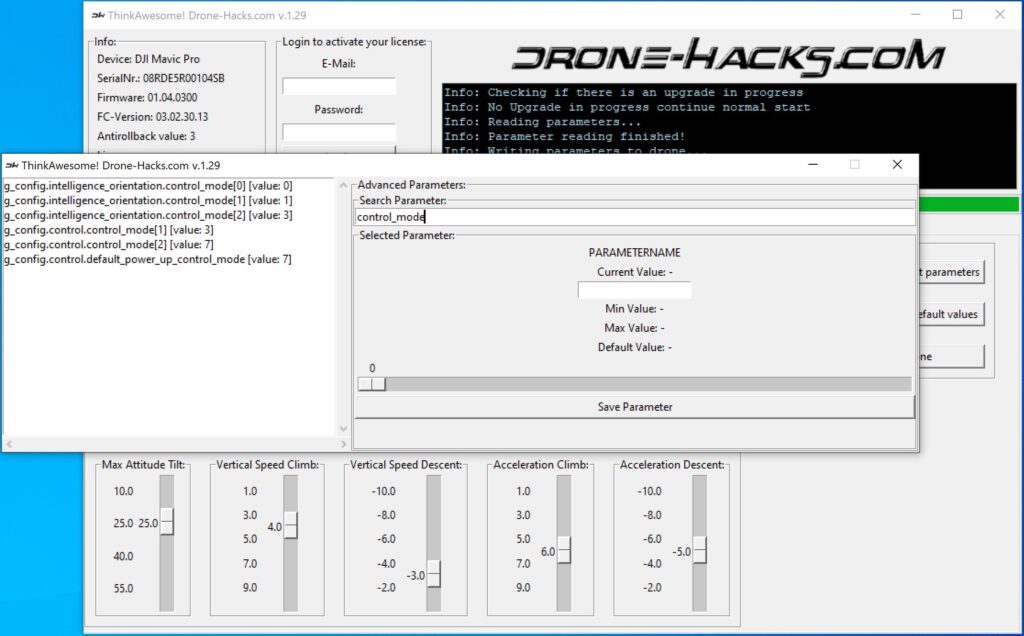 ThinkAwesome! Drone-Hacks.com v.1.29
Info:
Device: DJI Mavic Pro
SerialNr.: 08RDE5R00104SB
Firmware: 01.04.0300
FC-Version: 03.02.30.13
Antirollback value: 3
Login to activate your license:
E-Mail:
Password:
DRONE-HACKS.COM
Info: Checking if there is an upgrade in progress
Info: No Upgrade in progress continue normal start
Info: Reading parameters...
Info: Parameter reading finished!
Info: Writing parameters to drone...
ThinkAwesome! Drone-Hacks.com v.1.29
g_config.intelligence_orientation.control_mode[0] [value: 0]
g_config.intelligence_orientation.control_mode[1] [value: 1]
g_config.intelligence_orientation.control_mode[2] [value: 3]
g_config.control.control_mode[1] [value: 3]
g_config.control.control_mode[2] [value: 7]
g_config.control.default_power_up_control_mode [value: 7]
Advanced Parameters:
Search Parameter:
control_mode
Selected Parameter:
PARAMETERNAME
Current Value: -
Min Value: -
Max Value: -
Default Value: -
0
Save Parameter
t parameters
efault values
ne
Max Attitude Tilt:
10.0
25.0 25.0
40.0
55.0
Vertical Speed Climb:
1.0
3.0
4.0
5.0
7.0
9.0
Vertical Speed Descent:
-10.0
-8.0
-6.0
-4.0
-3.0
-2.0
Acceleration Climb:
1.0
3.0
5.0
6.0
7.0
9.0
Acceleration Descent:
-10.0
-8.0
-6.0
-5.0
-4.0
-2.0